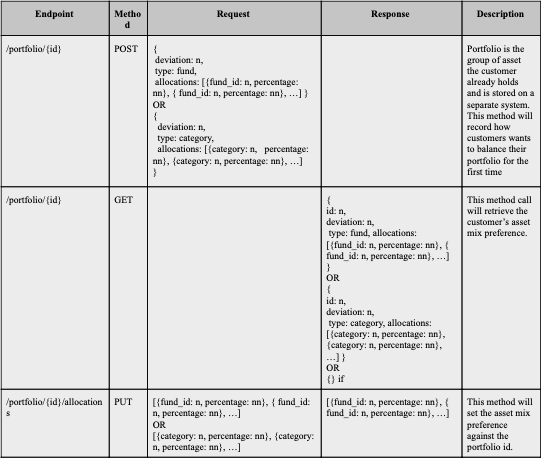 Endpoint
Metho
d
Request
Response
Description
/portfolio/{id}
POST
{
deviation: n,
type: fund,
allocations: [{fund_id: n, percentage:
nn}, { fund_id: n, percentage: nn}, …] }
OR
{
deviation: n,
type: category,
allocations: [{category: n, percentage:
nn}, {category: n, percentage: nn}, …]
}
Portfolio is the
group of asset
the customer
already holds
and is stored on a
separate system.
This method will
record how
customers want
to balance their
portfolio for the
first time
/portfolio/{id}
GET
{
id: n,
deviation: n,
type: fund, allocations:
[{fund_id: n, percentage: nn}, {
fund_id: n, percentage: nn}, …]
}
OR
{
id: n,
deviation: n,
type: category, allocations:
[{category: n, percentage: nn},
{category: n, percentage: nn},
…] }
OR
{} if
This method call
will retrieve the
customer’s asset
mix preference.
/portfolio/{id}/allocation
s
PUT
[{fund_id: n, percentage: nn}, { fund_id:
n, percentage: nn}, …]
OR
[{category: n, percentage: nn}, {category:
n, percentage: nn}, …]
[{fund_id: n, percentage: nn}, {
fund_id: n, percentage: nn}, …]
This method will
set the asset mix
preference
against the
portfolio id.